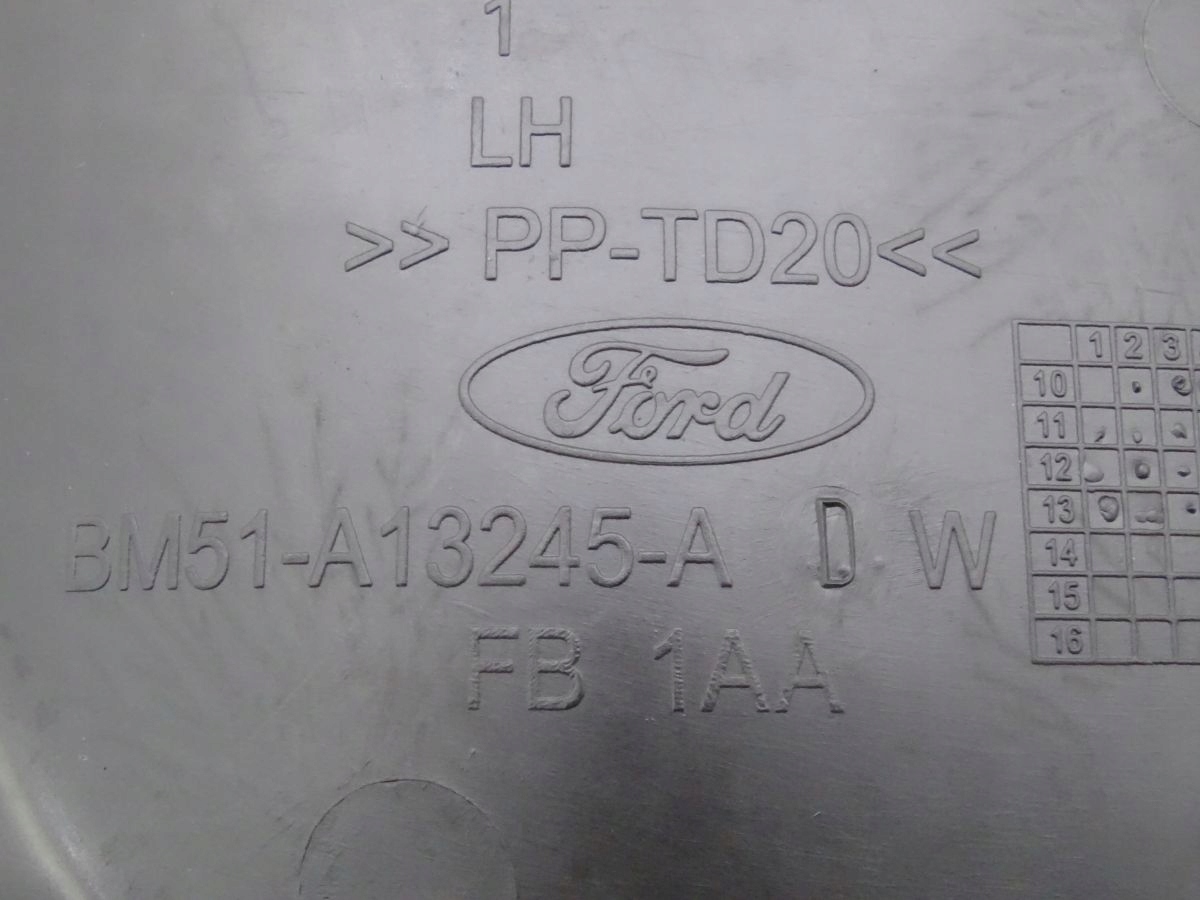 1
LH
>> PP-TD20<<
Ford
BM51-A13245-A D W
FB 1AA
1 2 3
10
11
12
13
14
15
16